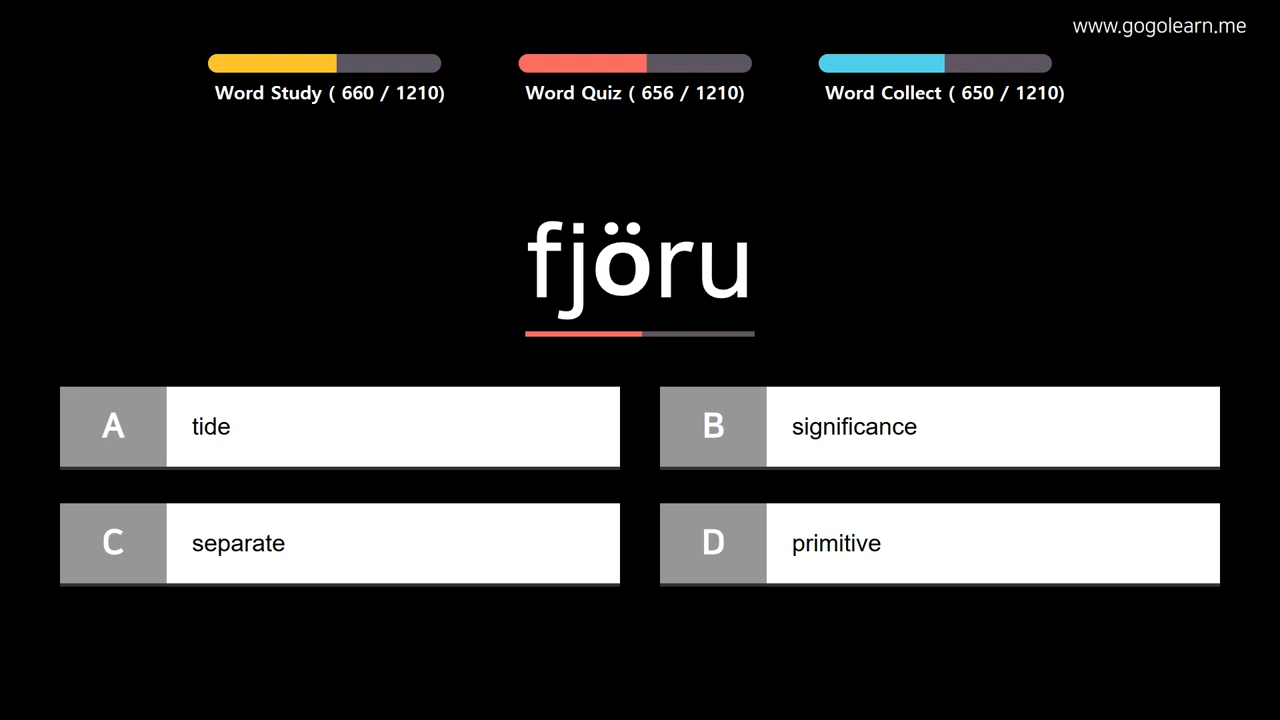 www.gogolearn.me
Word Study ( 660 / 1210)
Word Quiz ( 656 / 1210)
Word Collect ( 650 / 1210)
fjöru
A tide
B significance
C separate
D primitive